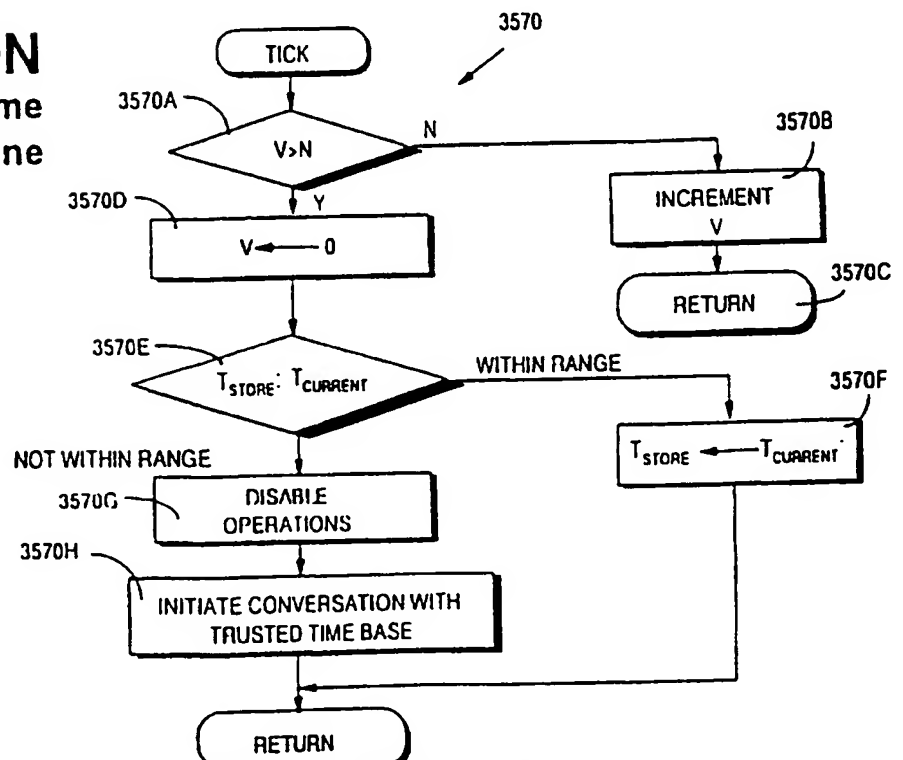 N
me
ne
3570
TICK
3570A
V>N
N
3570B
INCREMENT
V
Y
3570D
V ← 0
3570C
RETURN
3570E
TSTORE: TCURRENT
WITHIN RANGE
3570F
TSTORE ← TCURRENT
NOT WITHIN RANGE
3570G
DISABLE
OPERATIONS
3570H
INITIATE CONVERSATION WITH
TRUSTED TIME BASE
RETURN